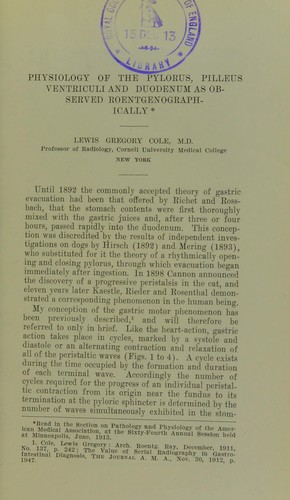 ROYAL COL
OF ENGLAND
15 DEC 13
LIBRARY
PHYSIOLOGY OF THE PYLORUS, PILLEUS
VENTRICULI AND DUODENUM AS OB-
SERVED ROENTGENOGRAPH-
ICALLY*
LEWIS GREGORY COLE, M.D.
Professor of Radiology, Cornell University Medical College
NEW YORK
Until 1892 the commonly accepted theory of gastric
evacuation had been that offered by Richet and Ross-
bach, that the stomach contents were first thoroughly
mixed with the gastric juices and, after three or four
hours, passed rapidly into the duodenum. This concep-
tion was discredited by the results of independent inves-
tigations on dogs by Hirsch (1892) and Mering (1893),
who substituted for it the theory of a rhythmically open-
ing and closing pylorus, through which evacuation began
immediately after ingestion. In 1898 Cannon announced
the discovery of a progressive peristalsis in the cat, and
eleven years later Kaestle, Rieder and Rosenthal demon-
strated a corresponding phenomenon in the human being.
My conception of the gastric motor phenomenon has
been previously described,¹ and will therefore be
referred to only in brief. Like the heart-action, gastric
action takes place in cycles, marked by a systole and
diastole or an alternating contraction and relaxation of
all of the peristaltic waves (Figs. 1 to 4). A cycle exists
during the time occupied by the formation and duration
of each terminal wave. Accordingly the number of
cycles required for the progress of an individual peristal-
tic contraction from its origin near the fundus to its
termination at the pyloric sphincter is determined by the
number of waves simultaneously exhibited in the stom-
*Read in the Section on Pathology and Physiology of the Amer-
ican Medical Association, at the Sixty-Fourth Annual Session held
at Minneapolis, June, 1913.
1. Cole, Lewis Gregory: Arch. Roentg. Ray, December, 1911,
No. 137, p. 242; The Value of Serial Radiography in Gastro-
Intestinal Diagnosis, THE JOURNAL A. M. A., Nov. 30, 1912, p.
1947.